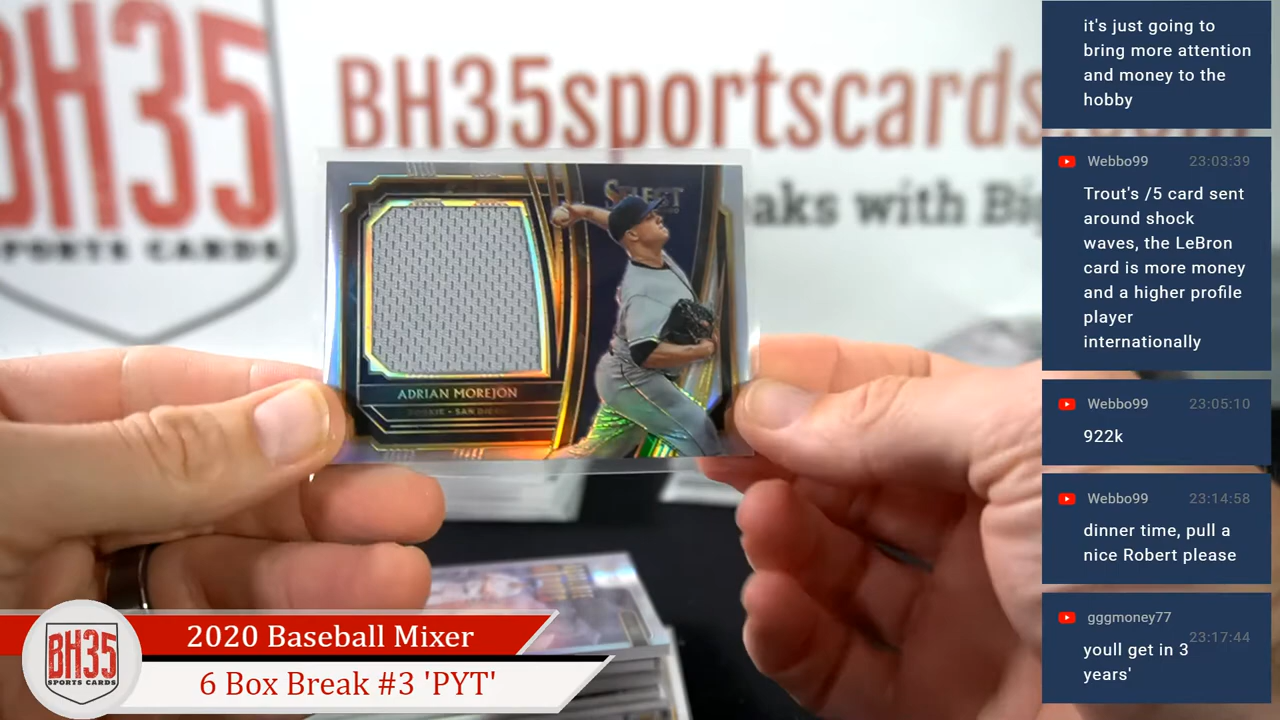 BH35
SPORTS CARDS
BH35sportscards.com
eaks with Big
SELECT
ADRIAN MOREJON
ROOKIE • SAN DIEGO
2020 Baseball Mixer
6 Box Break #3 'PYT'
BH35
SPORTS CARDS
it's just going to
bring more attention
and money to the
hobby
Webbo99 23:03:39
Trout's /5 card sent
around shock
waves, the LeBron
card is more money
and a higher profile
player
internationally
Webbo99 23:05:10
922k
Webbo99 23:14:58
dinner time, pull a
nice Robert please
gggmoney77
23:17:44
youll get in 3
years'